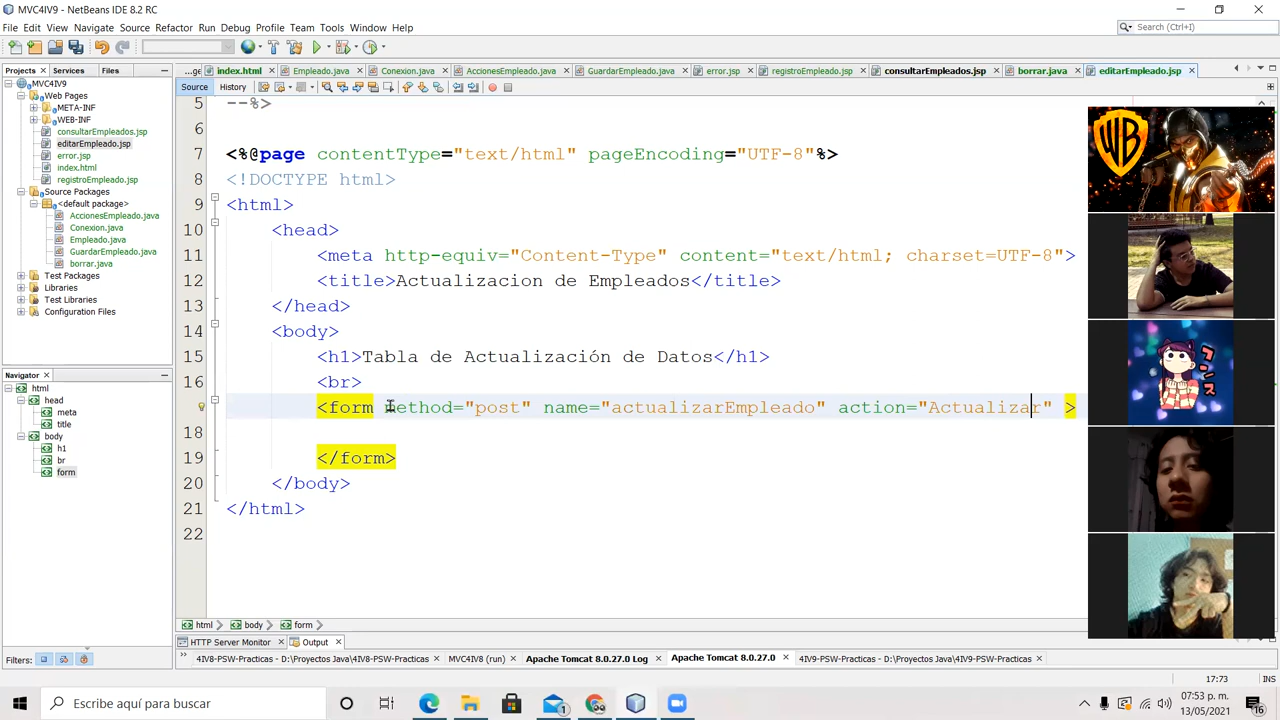 MVC4IV9 - NetBeans IDE 8.2 RC
File Edit View Navigate Source Refactor Run Debug Profile Team Tools Window Help
Search (Ctrl+I)
Projects Services Files
...ge index.html Empleado.java Conexion.java AccionesEmpleado.java GuardarEmpleado.java error.jsp registroEmpleado.jsp consultarEmpleados.jsp borrar.java editarEmpleado.jsp
Source History
MVC4IV9
Web Pages
META-INF
WEB-INF
consultarEmpleados.jsp
editarEmpleado.jsp
error.jsp
index.html
registroEmpleado.jsp
Source Packages
<default package>
AccionesEmpleado.java
Conexion.java
Empleado.java
GuardarEmpleado.java
borrar.java
Test Packages
Libraries
Test Libraries
Configuration Files
Navigator
html
head
meta
title
body
h1
br
form
Filters:
5 --%>
6
7 <%@page contentType="text/html" pageEncoding="UTF-8"%>
8 <!DOCTYPE html>
9 <html>
10 <head>
11 <meta http-equiv="Content-Type" content="text/html; charset=UTF-8">
12 <title>Actualizacion de Empleados</title>
13 </head>
14 <body>
15 <h1>Tabla de Actualización de Datos</h1>
16 <br>
<form method="post" name="actualizarEmpleado" action="Actualizar" >
18
19 </form>
20 </body>
21 </html>
22
WB
クンス
html body form
HTTP Server Monitor Output
4IV8-PSW-Practicas - D:\Proyectos Java\4IV8-PSW-Practicas MVC4IV8 (run) Apache Tomcat 8.0.27.0 Log Apache Tomcat 8.0.27.0 4IV9-PSW-Practicas - D:\Proyectos Java\4IV9-PSW-Practicas
17:73 INS
Escribe aquí para buscar
1
07:53 p. m.
13/05/2021
16